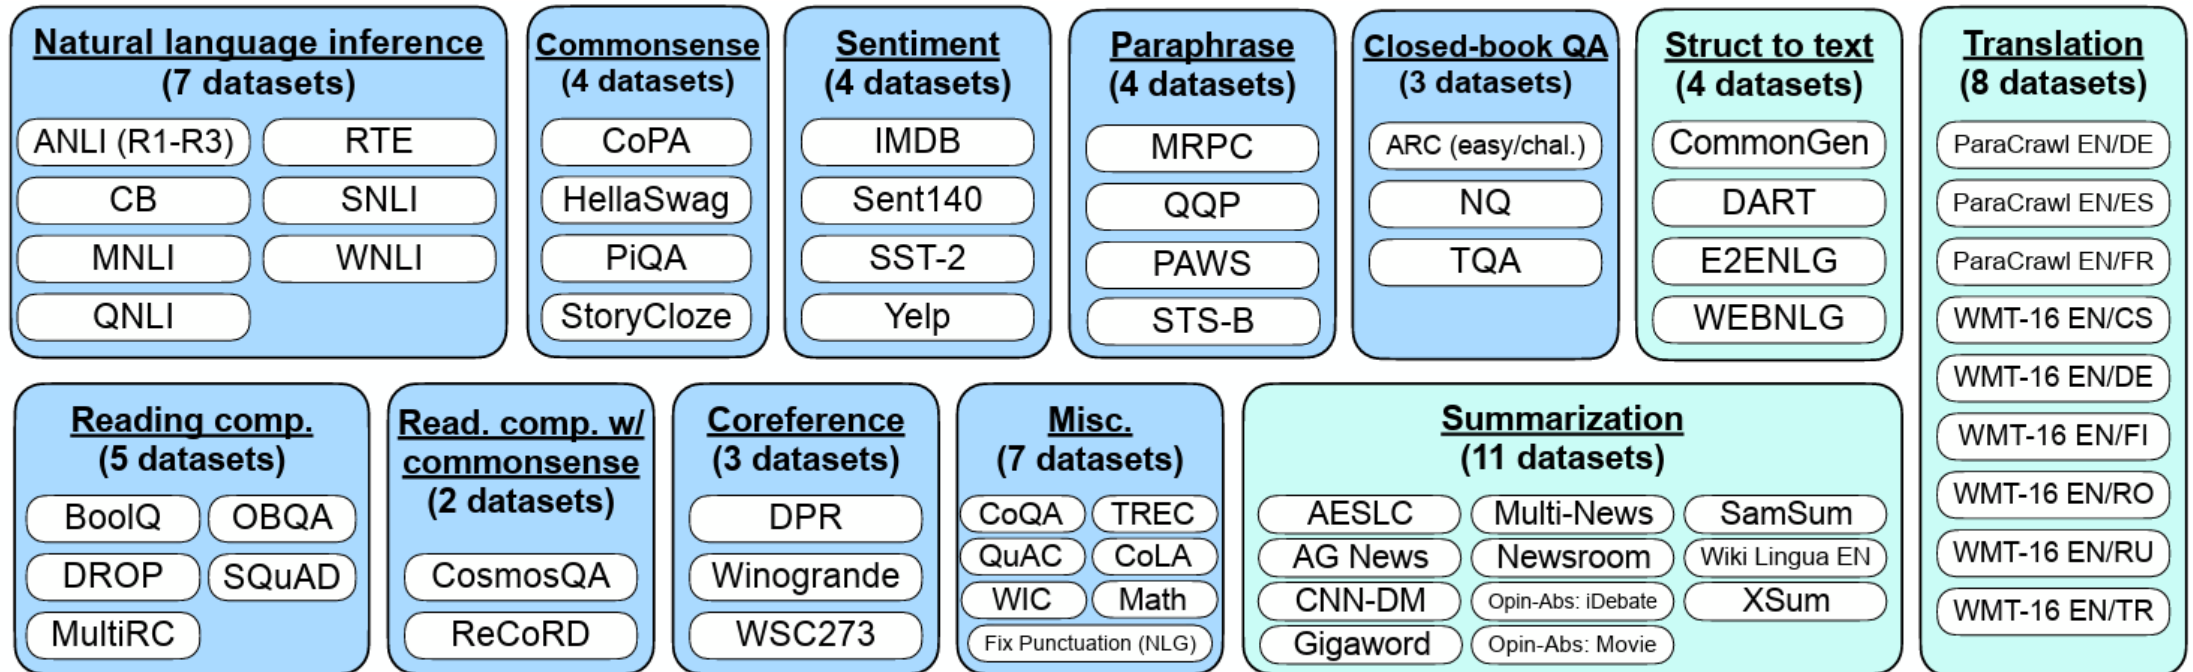 Natural language inference
(7 datasets)
ANLI (R1-R3)
RTE
CB
SNLI
MNLI
WNLI
QNLI
Commonsense
(4 datasets)
CoPA
HellaSwag
PiQA
StoryCloze
Sentiment
(4 datasets)
IMDB
Sent140
SST-2
Yelp
Paraphrase
(4 datasets)
MRPC
QQP
PAWS
STS-B
Closed-book QA
(3 datasets)
ARC (easy/chal.)
NQ
TQA
Struct to text
(4 datasets)
CommonGen
DART
E2ENLG
WEBNLG
Translation
(8 datasets)
ParaCrawl EN/DE
ParaCrawl EN/ES
ParaCrawl EN/FR
WMT-16 EN/CS
WMT-16 EN/DE
WMT-16 EN/FI
WMT-16 EN/RO
WMT-16 EN/RU
WMT-16 EN/TR
Reading comp.
(5 datasets)
BoolQ
OBQA
DROP
SQuAD
MultiRC
Read. comp. w/
commonsense
(2 datasets)
CosmosQA
ReCoRD
Coreference
(3 datasets)
DPR
Winogrande
WSC273
Misc.
(7 datasets)
CoQA
TREC
QuAC
CoLA
WIC
Math
Fix Punctuation (NLG)
Summarization
(11 datasets)
AESLC
Multi-News
SamSum
AG News
Newsroom
Wiki Lingua EN
CNN-DM
Opin-Abs: iDebate
XSum
Gigaword
Opin-Abs: Movie